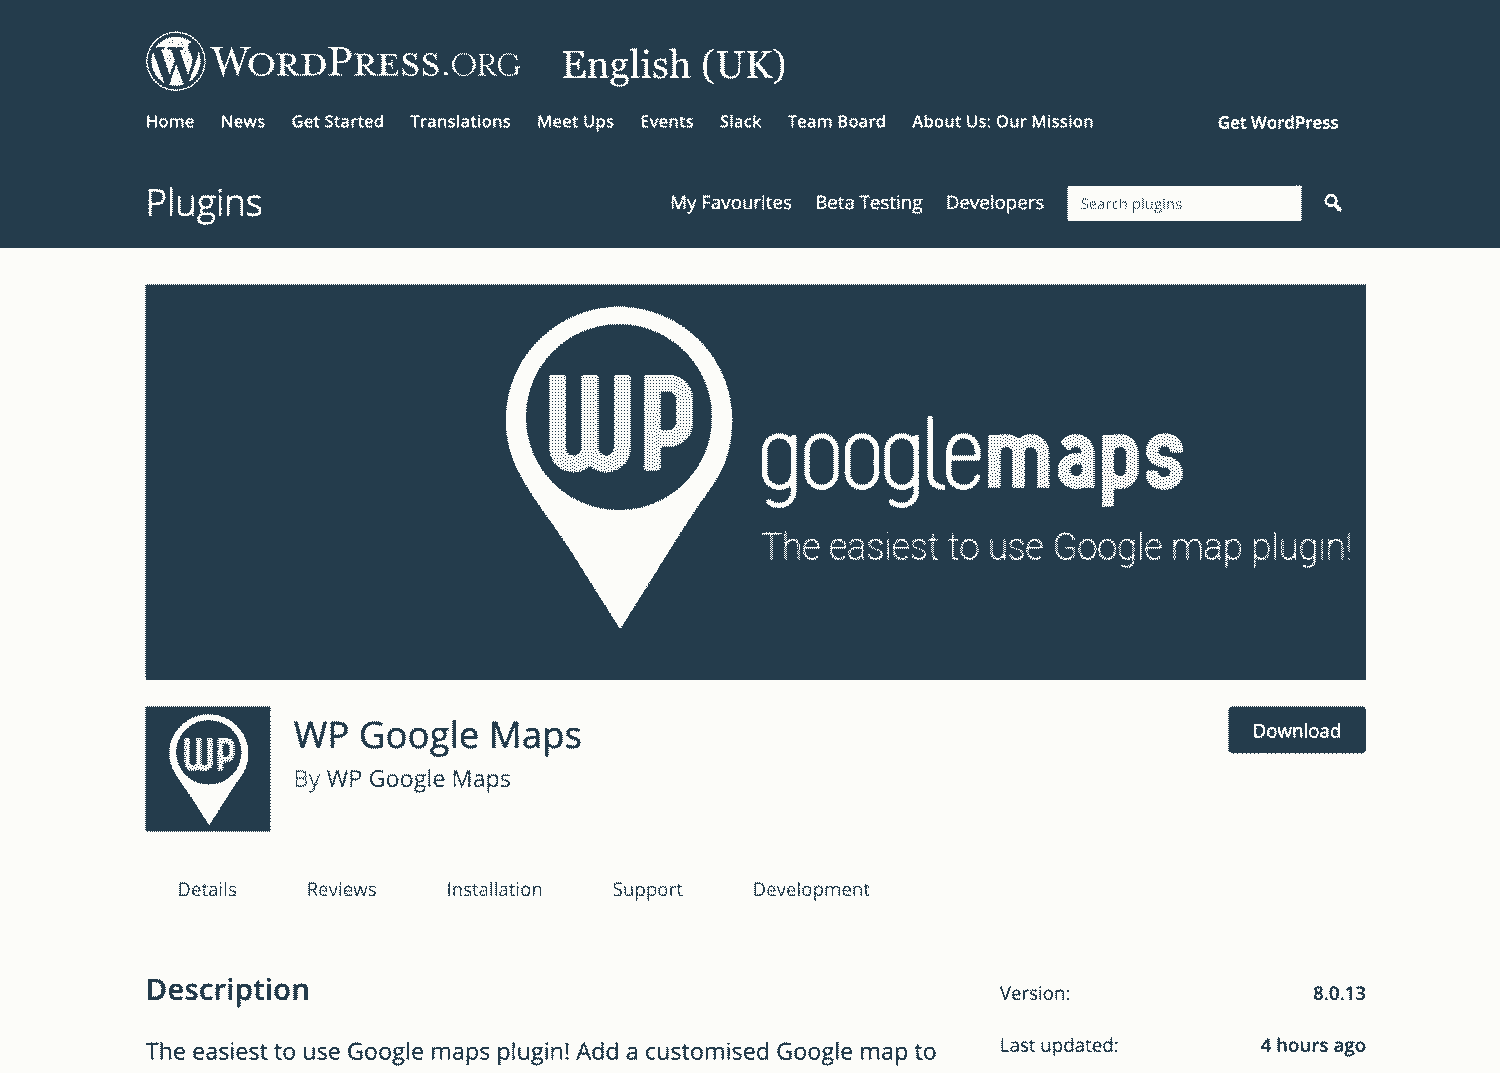 WORDPRESS.ORG English (UK)
Home News Get Started Translations Meet Ups Events Slack Team Board About Us: Our Mission Get WordPress
Plugins My Favourites Beta Testing Developers Search plugins
WP
googlemaps
The easiest to use Google map plugin!
WP
WP Google Maps
Download
By WP Google Maps
Details Reviews Installation Support Development
Description
Version: 8.0.13
The easiest to use Google maps plugin! Add a customised Google map to
Last updated: 4 hours ago